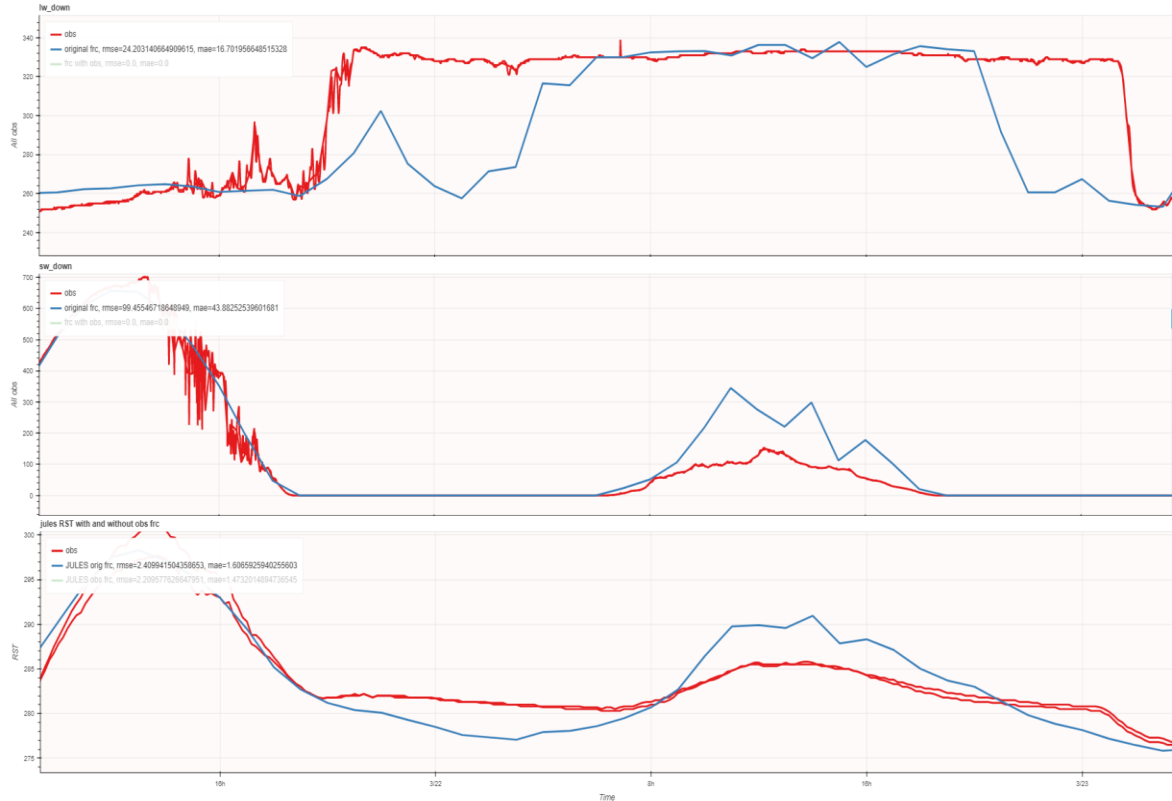 lw_down
obs
original frc, rmse=24.203140664909615, mae=16.701956648515328
frc with obs, rmse=0.0, mae=0.0
340
320
300
280
260
240
All obs
sw_down
obs
original frc, rmse=99.45546718648949, mae=43.88252539601681
frc with obs, rmse=0.0, mae=0.0
700
600
500
400
300
200
100
0
All obs
jules RST with and without obs frc
obs
JULES orig frc, rmse=2.409941504358653, mae=1.6065925940255603
JULES obs frc, rmse=2.209577626647951, mae=1.4732014894736545
300
295
290
285
280
275
RST
16h
3/22
8h
16h
3/23
Time